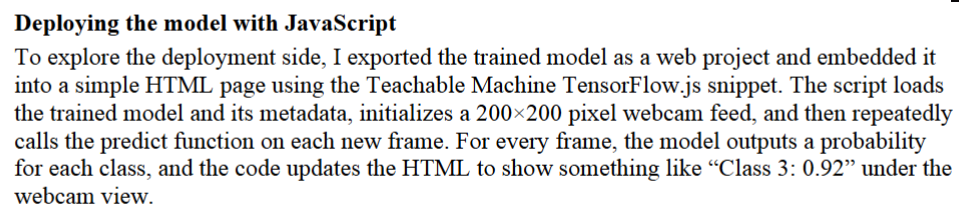 Deploying the model with JavaScript
To explore the deployment side, I exported the trained model as a web project and embedded it
into a simple HTML page using the Teachable Machine TensorFlow.js snippet. The script loads
the trained model and its metadata, initializes a 200×200 pixel webcam feed, and then repeatedly
calls the predict function on each new frame. For every frame, the model outputs a probability
for each class, and the code updates the HTML to show something like “Class 3: 0.92” under the
webcam view.